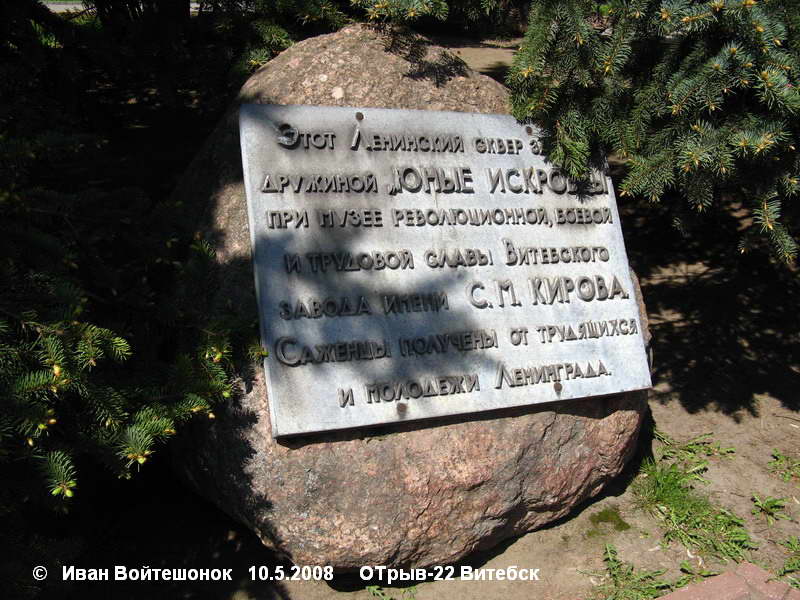 Этот Ленинский сквер
дружиной „Юные искровцы
при музее революционной, боевой
и трудовой славы Витебского
завода имени С.М. Кирова.
Саженцы получены от трудящихся
и молодежи Ленинграда.
© Иван Войтешонок 10.5.2008 ОТрыв-22 Витебск